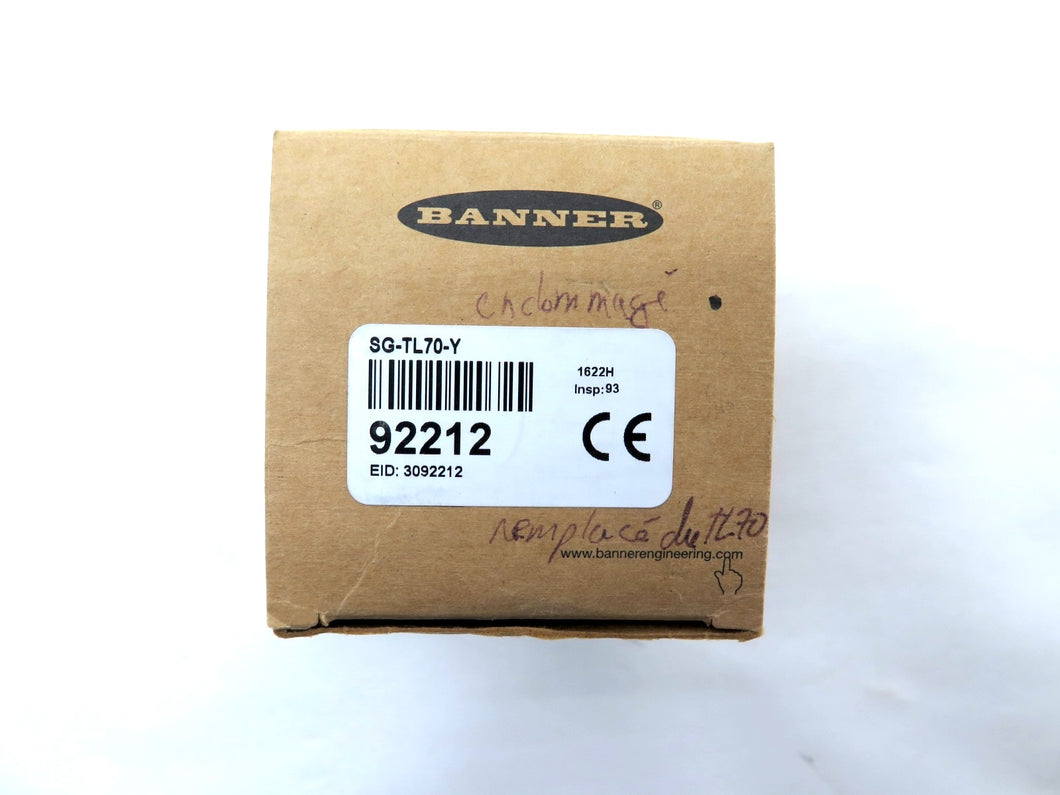 BANNER®
endommagé
SG-TL70-Y
1622H
Insp: 93
92212
CE
EID: 3092212
remplacé du TL70
www.bannerengineering.com